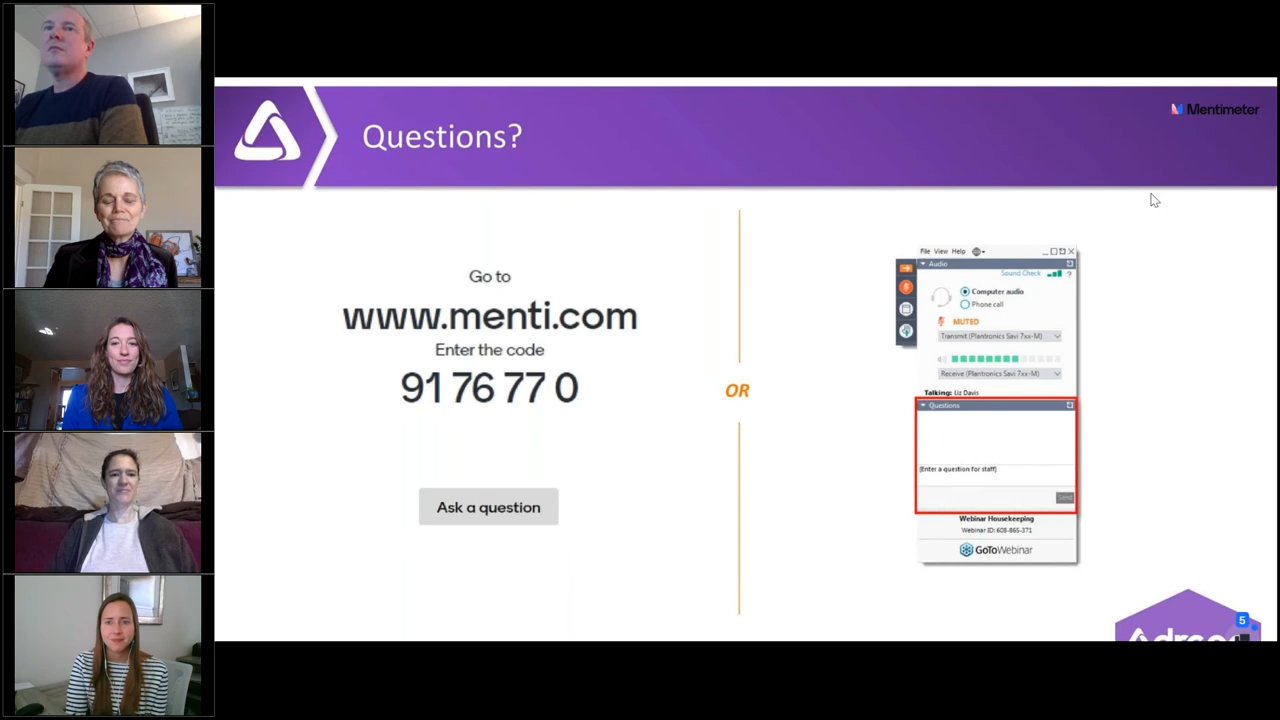 Questions?
Mentimeter
Go to
www.menti.com
Enter the code
91 76 77 0
Ask a question
OR
File View Help
Audio
Sound Check
?
Computer audio
Phone call
MUTED
Transmit (Plantronics Savi 7xx-M)
Receive (Plantronics Savi 7xx-M)
Talking: Liz Davis
Questions
(Enter a question for staff)
Send
Webinar Housekeeping
Webinar ID: 608-865-371
GoToWebinar
5